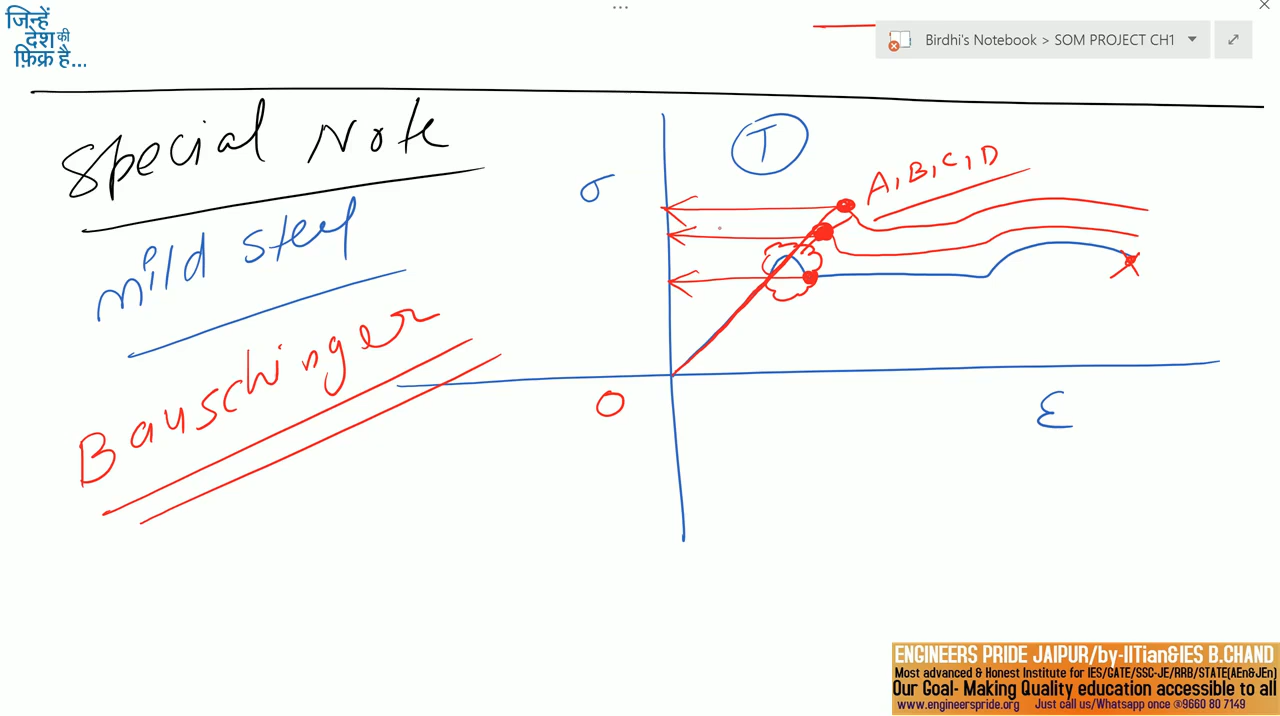 जिन्हें
देश की
फ़िक्र है...
Birdhi's Notebook > SOM PROJECT CH1
Special Note
mild steel
Bauschinger
T
σ
A, B, C, D
O
ε
ENGINEERS PRIDE JAIPUR/by-IITian&IES B.CHAND
Most advanced & Honest Institute for IES/GATE/SSC-JE/RRB/STATE(AEn&JEn)
Our Goal- Making Quality education accessible to all
www.engineerspride.org Just call us/Whatsapp once @9660 80 7149